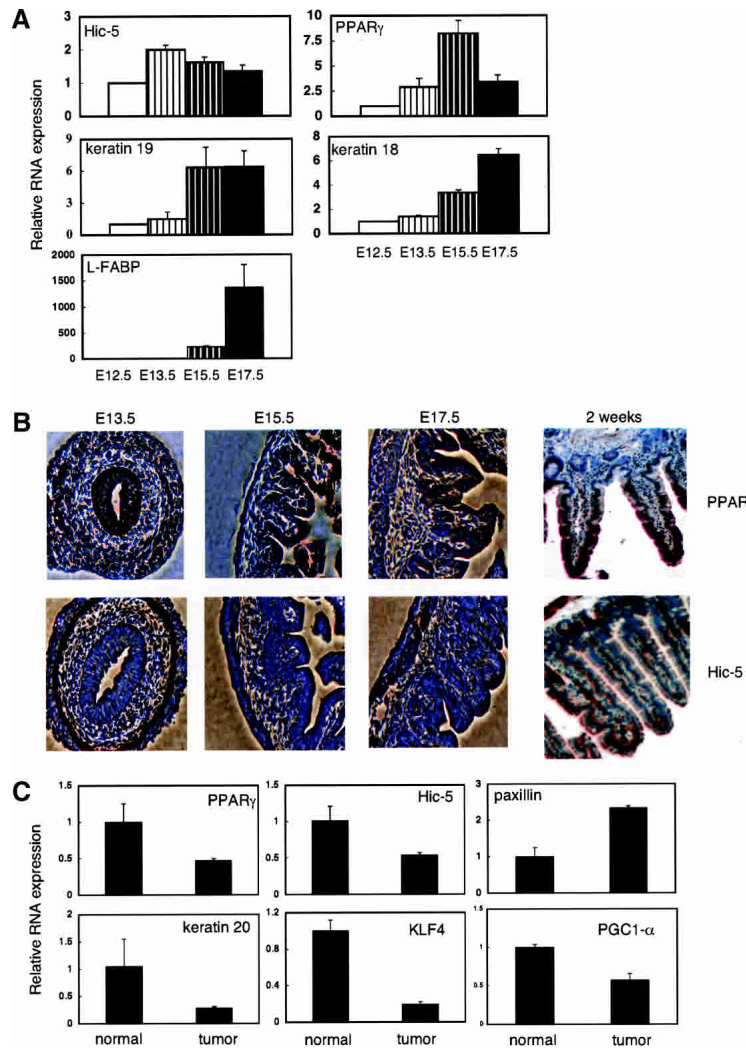 A
Hic-5
3
2
1
0
PPARγ
10
7.5
5
2.5
0
Relative RNA expression
keratin 19
9
6
3
0
keratin 18
8
6
4
2
0
E12.5 E13.5 E15.5 E17.5
L-FABP
2000
1500
1000
500
0
E12.5 E13.5 E15.5 E17.5
B
E13.5 E15.5 E17.5 2 weeks
PPAR
Hic-5
C
Relative RNA expression
PPARγ
1.5
1
0.5
0
Hic-5
1.5
1
0.5
0
paxillin
3
2
1
0
keratin 20
2
1.5
1
0.5
0
KLF4
1.2
0.8
0.4
0
PGC1-α
1.5
1
0.5
0
normal tumor normal tumor normal tumor